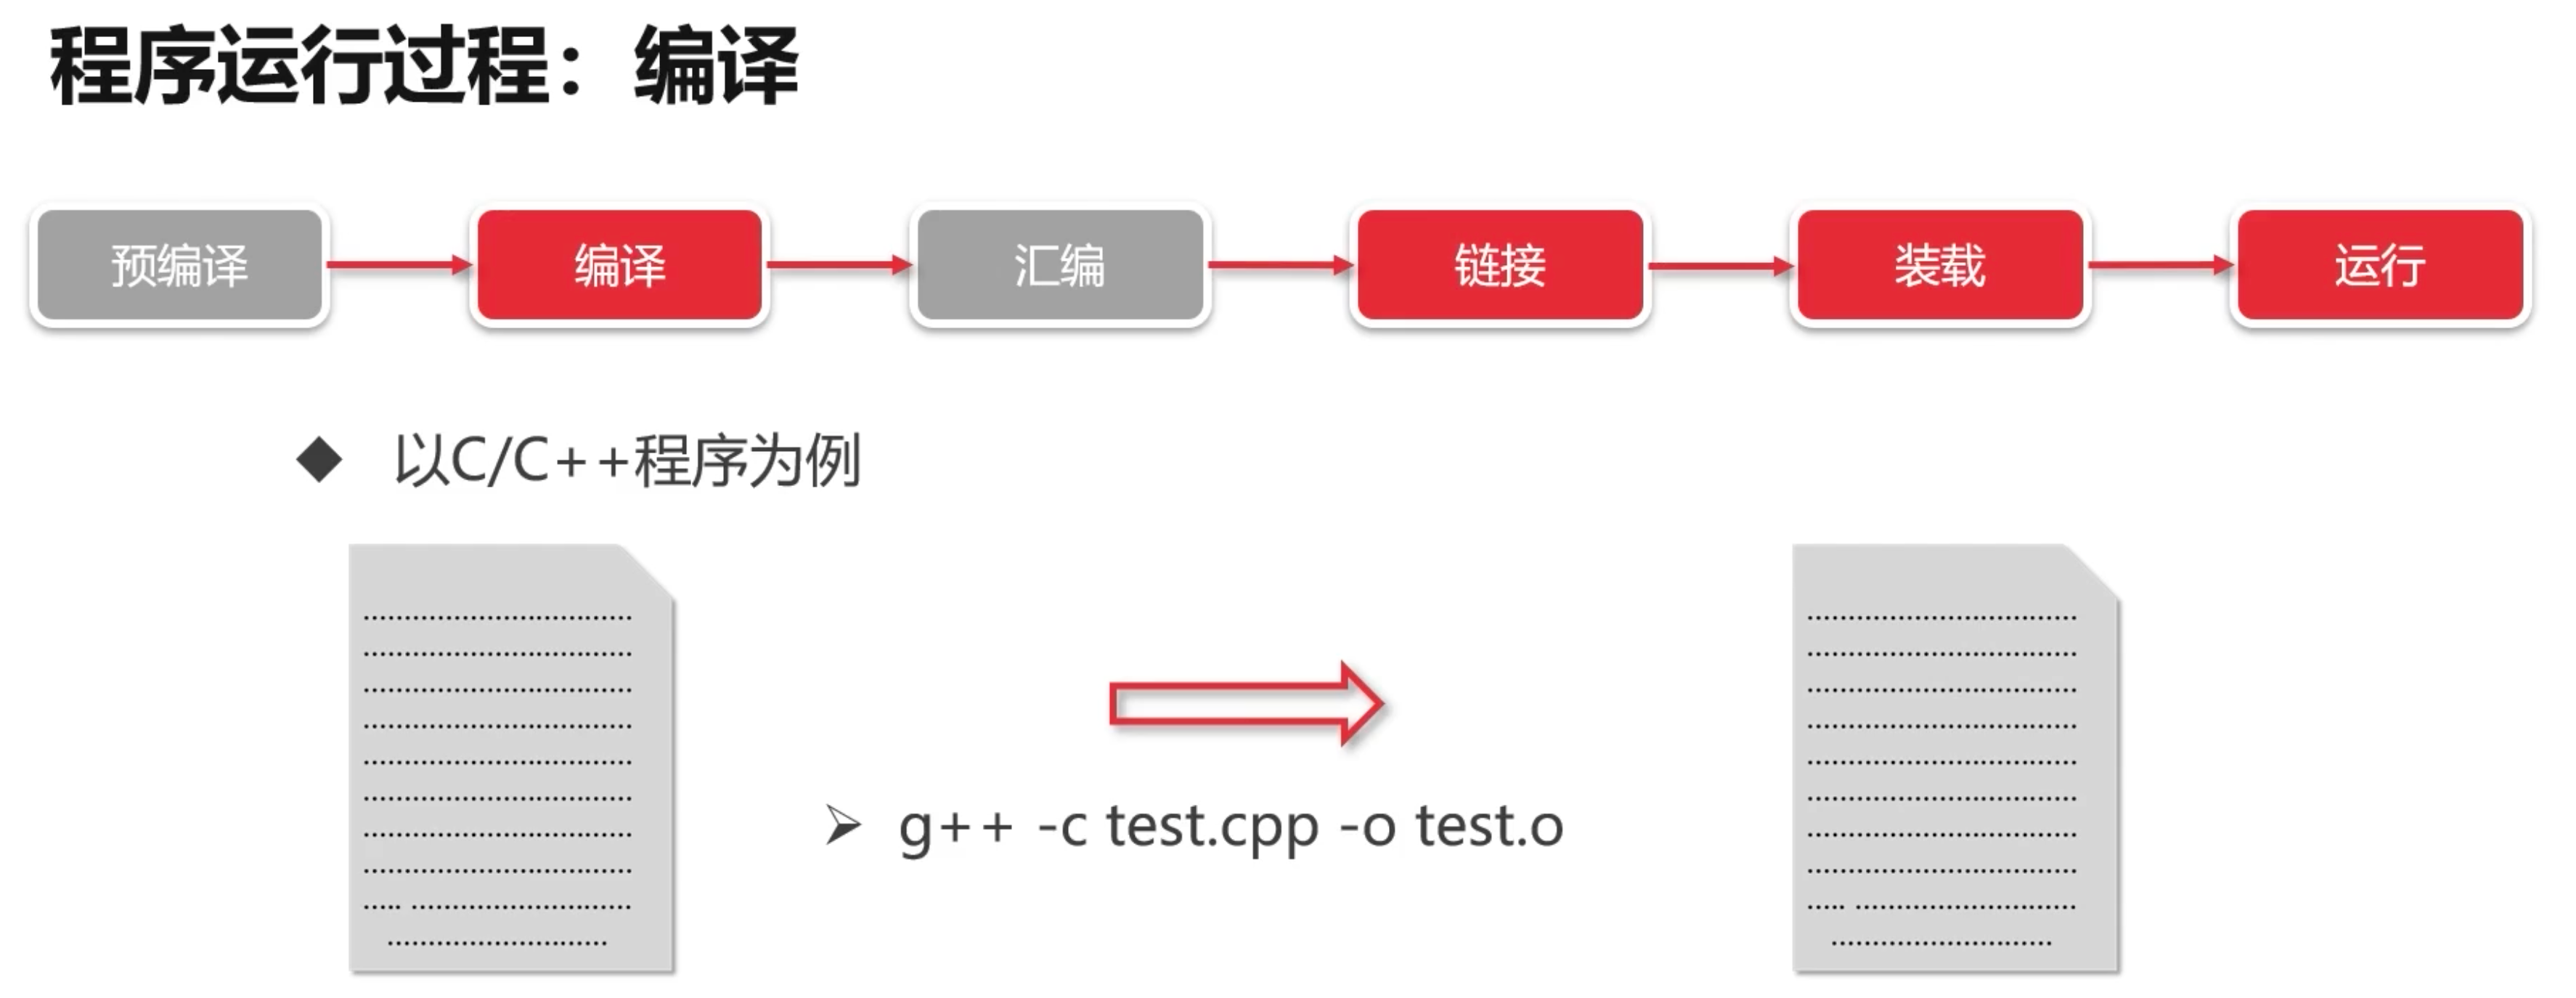 程序运行过程：编译
预编译
编译
汇编
链接
装载
运行
以C/C++程序为例
g++ -c test.cpp -o test.o